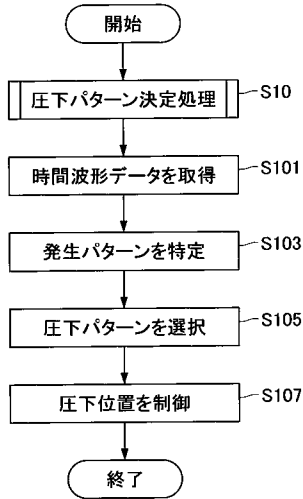 開始
圧下パターン決定処理 S10
時間波形データを取得 S101
発生パターンを特定 S103
圧下パターンを選択 S105
圧下位置を制御 S107
終了